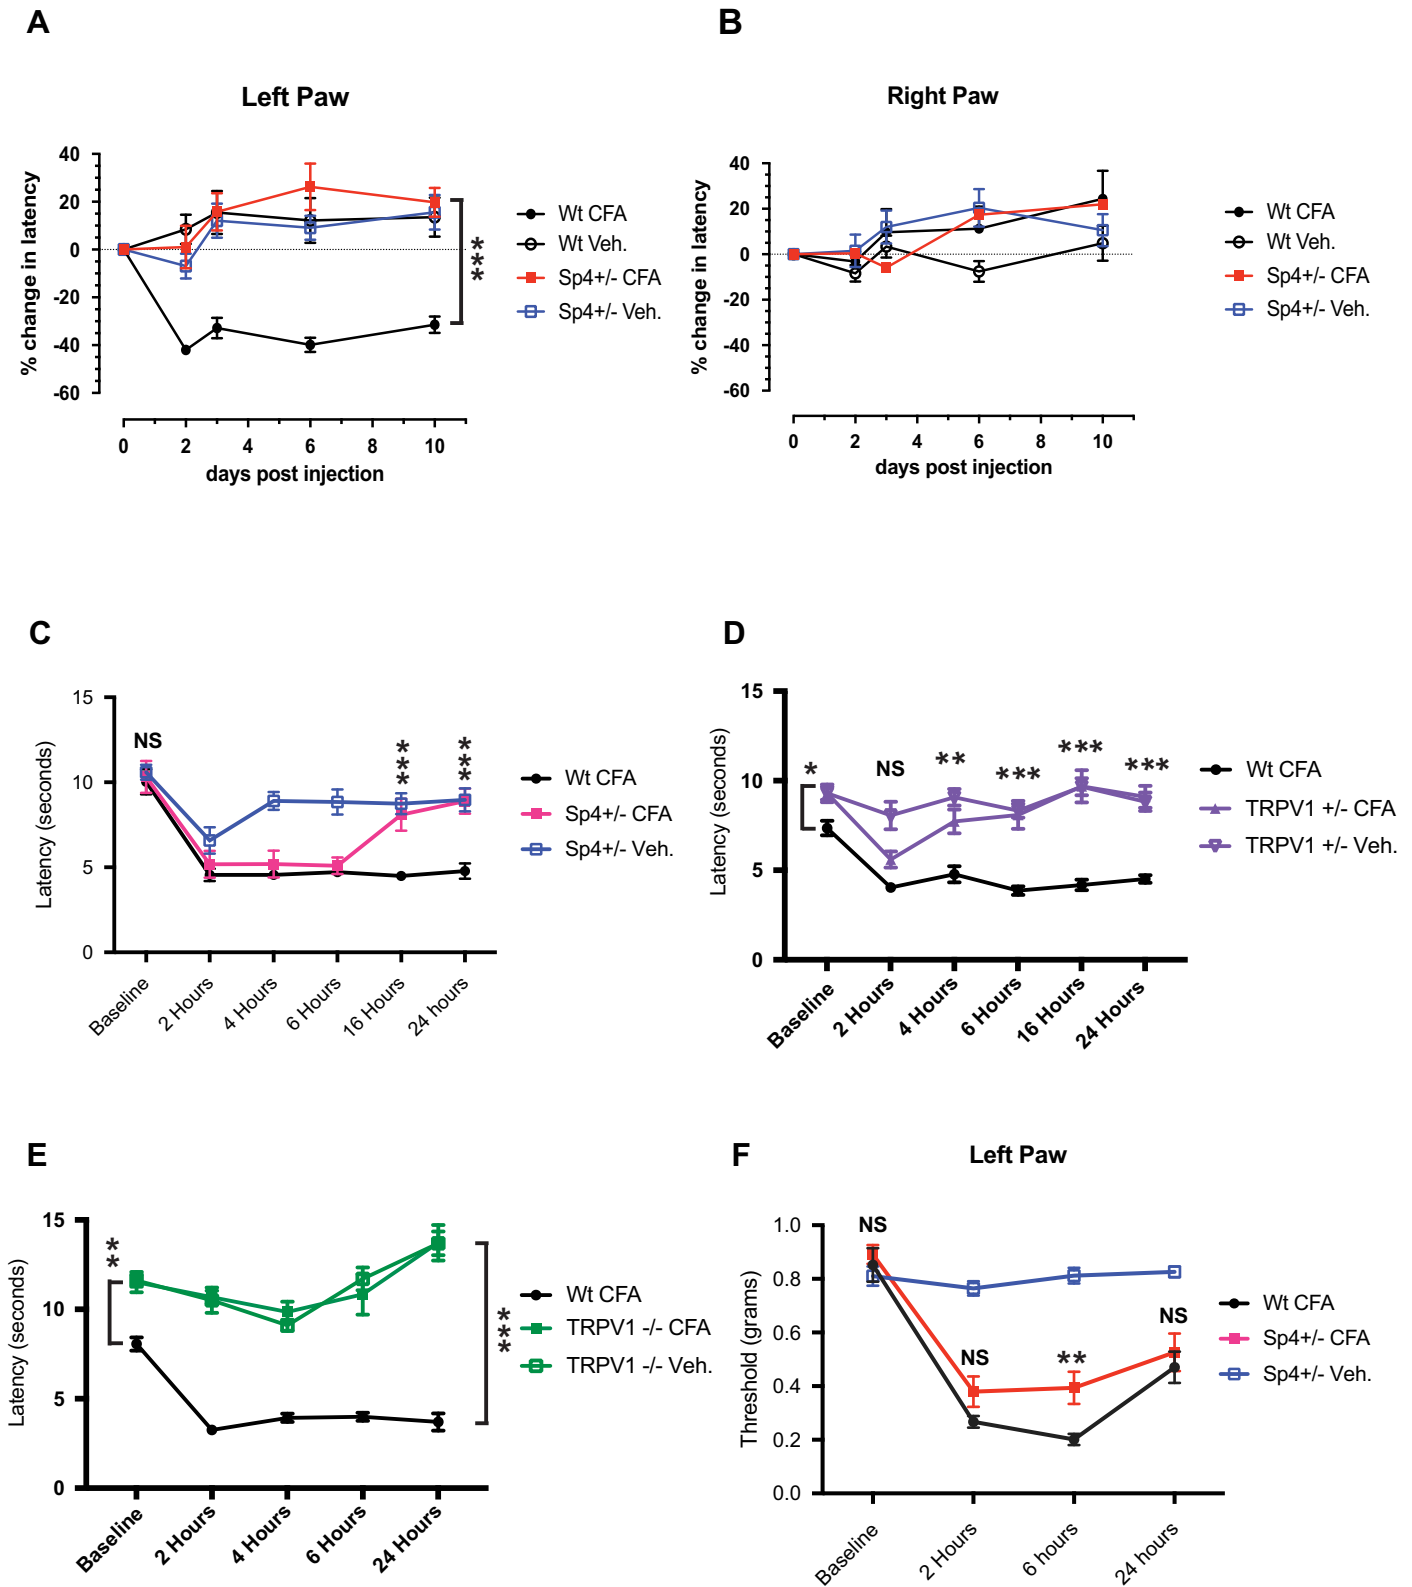 A
Left Paw
% change in latency
40
20
0
-20
-40
-60
0 2 4 6 8 10
days post injection
***
Wt CFA
Wt Veh.
Sp4+/- CFA
Sp4+/- Veh.
B
Right Paw
% change in latency
40
20
0
-20
-40
-60
0 2 4 6 8 10
days post injection
Wt CFA
Wt Veh.
Sp4+/- CFA
Sp4+/- Veh.
C
Latency (seconds)
15
10
5
0
NS
***
***
Baseline
2 Hours
4 Hours
6 Hours
16 Hours
24 hours
Wt CFA
Sp4+/- CFA
Sp4+/- Veh.
D
Latency (seconds)
15
10
5
0
*
NS
**
***
***
***
Baseline
2 Hours
4 Hours
6 Hours
16 Hours
24 Hours
Wt CFA
TRPV1 +/- CFA
TRPV1 +/- Veh.
E
Latency (seconds)
15
10
5
0
**
***
Baseline
2 Hours
4 Hours
6 Hours
24 Hours
Wt CFA
TRPV1 -/- CFA
TRPV1 -/- Veh.
F
Left Paw
Threshold (grams)
1.0
0.8
0.6
0.4
0.2
0.0
NS
NS
**
NS
Baseline
2 Hours
6 hours
24 hours
Wt CFA
Sp4+/- CFA
Sp4+/- Veh.